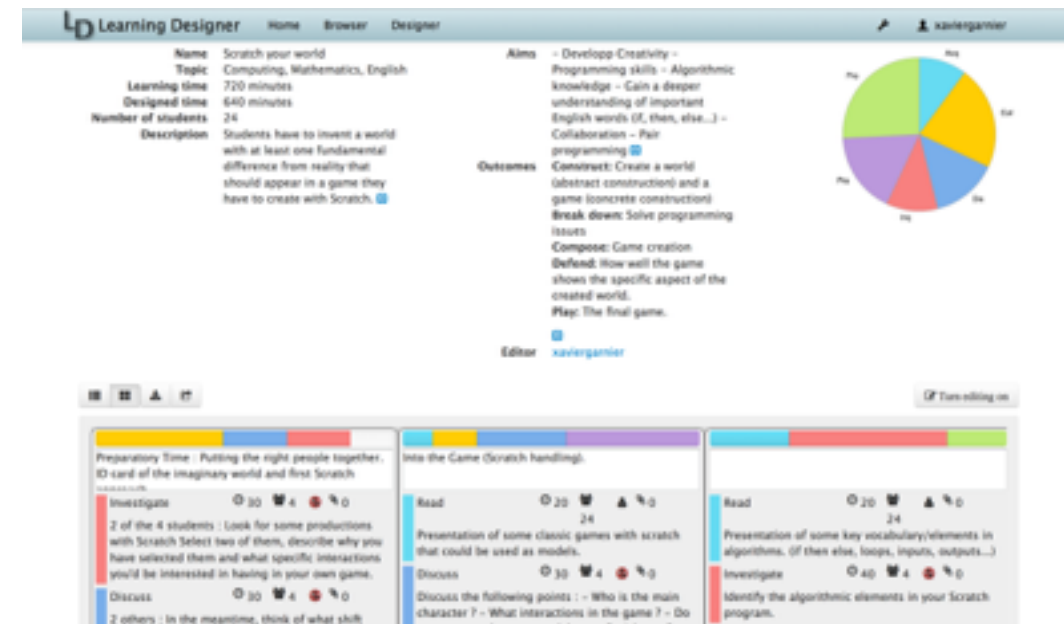 LD Learning Designer Home Browser Designer xaviergarnier
Name Scratch your world
Topic Computing, Mathematics, English
Learning time 720 minutes
Designed time 640 minutes
Number of students 24
Description Students have to invent a world
with at least one fundamental
difference from reality that
should appear in a game they
have to create with Scratch.
Aims - Developp Creativity -
Programming skills - Algorithmic
knowledge - Gain a deeper
understanding of important
English words (if, then, else...) -
Collaboration - Pair
programming
Outcomes Construct: Create a world
(abstract construction) and a
game (concrete construction)
Break down: Solve programming
issues
Compose: Game creation
Defend: How well the game
shows the specific aspect of the
created world.
Play: The final game.
Editor xaviergarnier
Turn editing on
Preparatory Time : Putting the right people together.
ID card of the imaginary world and first Scratch
Investigate 30 4 0
2 of the 4 students : Look for some productions
with Scratch Select two of them, describe why you
have selected them and what specific interactions
you'd be interested in having in your own game.
Discuss 30 4 0
2 others : In the meantime, think of what shift
Into the Game (Scratch handling).
Read 20 24 0
Presentation of some classic games with scratch
that could be used as models.
Discuss 30 4 0
Discuss the following points : - Who is the main
character ? - What interactions in the game ? - Do
Read 20 24 0
Presentation of some key vocabulary/elements in
algorithms. (if then else, loops, inputs, outputs...)
Investigate 40 4 0
Identify the algorithmic elements in your Scratch
program.